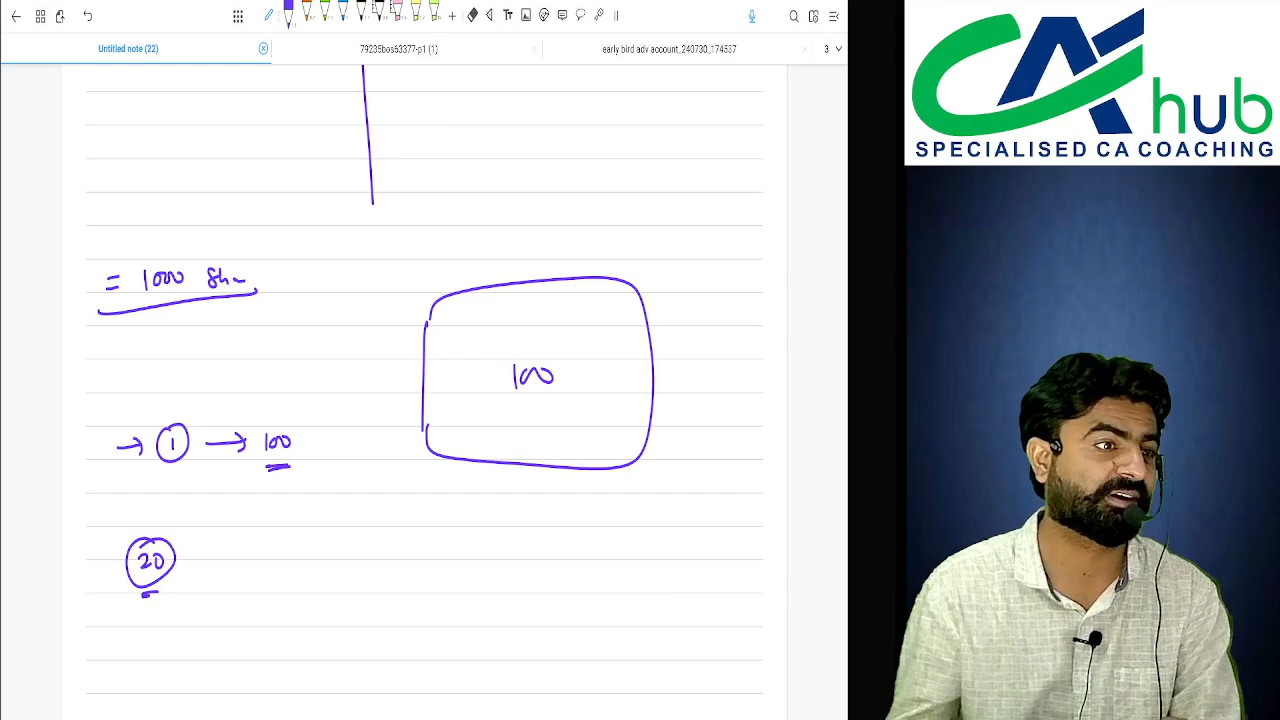 Untitled note (22)
79235bos63377-p1 (1)
early bird adv account_240730_174537
3
Tт
CA hub
SPECIALISED CA COACHING
= 1000 Sh
100
→ 1 → 100
20